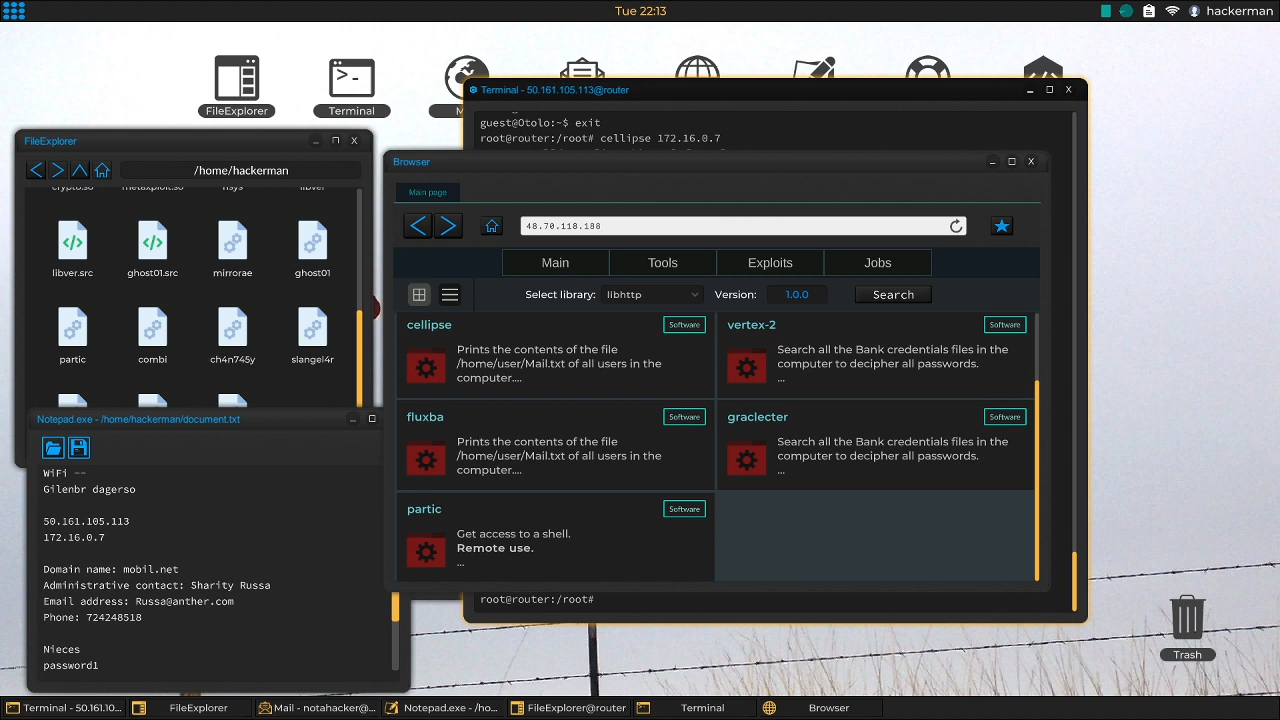 Tue 22:13
hackerman
FileExplorer
Terminal
Terminal - 50.161.105.113@router
guest@Otolo:~$ exit
root@router:/root# cellipse 172.16.0.7
FileExplorer
/home/hackerman
crypto.so
metaxploit.so
libver.src
ghost01.src
mirrorae
ghost01
partic
combi
ch4n745y
slangel4r
Notepad.exe - /home/hackerman/document.txt
WiFi --
Gilenbr dagerso
50.161.105.113
172.16.0.7
Domain name: mobil.net
Administrative contact: Sharity Russa
Email address: Russa@anther.com
Phone: 724248518
Nieces
password1
Browser
Main page
48.70.118.188
Main
Tools
Exploits
Jobs
Select library:
libhttp
Version:
1.0.0
Search
cellipse
Software
Prints the contents of the file
/home/user/Mail.txt of all users in the
computer....
vertex-2
Software
Search all the Bank credentials files in the
computer to decipher all passwords.
...
fluxba
Software
Prints the contents of the file
/home/user/Mail.txt of all users in the
computer....
graclecter
Software
Search all the Bank credentials files in the
computer to decipher all passwords.
...
partic
Software
Get access to a shell.
Remote use.
...
root@router:/root#
Trash
Terminal - 50.161.10...
FileExplorer
Mail - notahacker@...
Notepad.exe - /ho...
FileExplorer@router
Terminal
Browser